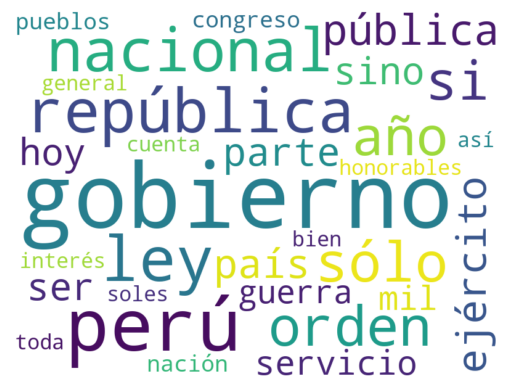 pueblos congreso pública
nacional
general sino si
república año
hoy cuenta parte así
honorables
gobierno
bien
interés ley país sólo
ser soles guerra mil
toda perú orden
nación servicio
ejército